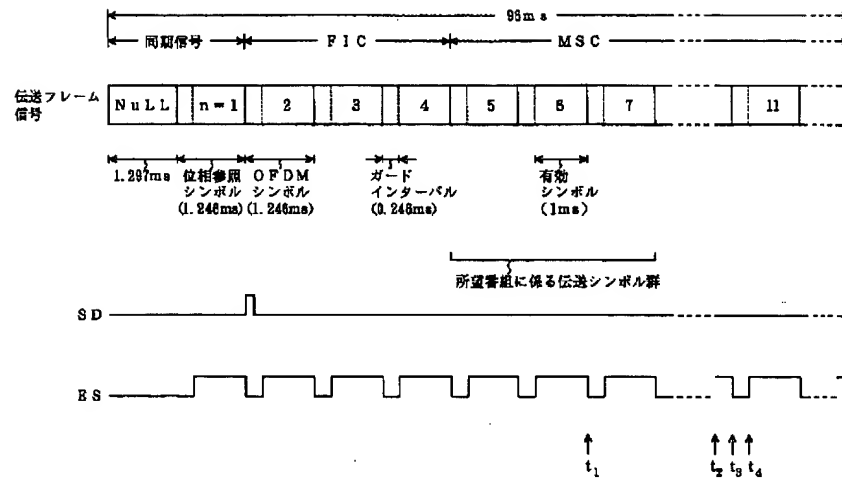 96ms
同期信号 FIC MSC
伝送フレーム
信号
NuLL n=1 2 3 4 5 6 7 11
1.297ms
位相参照
シンボル
(1.246ms)
OFDM
シンボル
(1.246ms)
ガード
インターバル
(0.246ms)
有効
シンボル
(1ms)
所望番組に係る伝送シンボル群
SD
ES
t1 t2 t3 t4